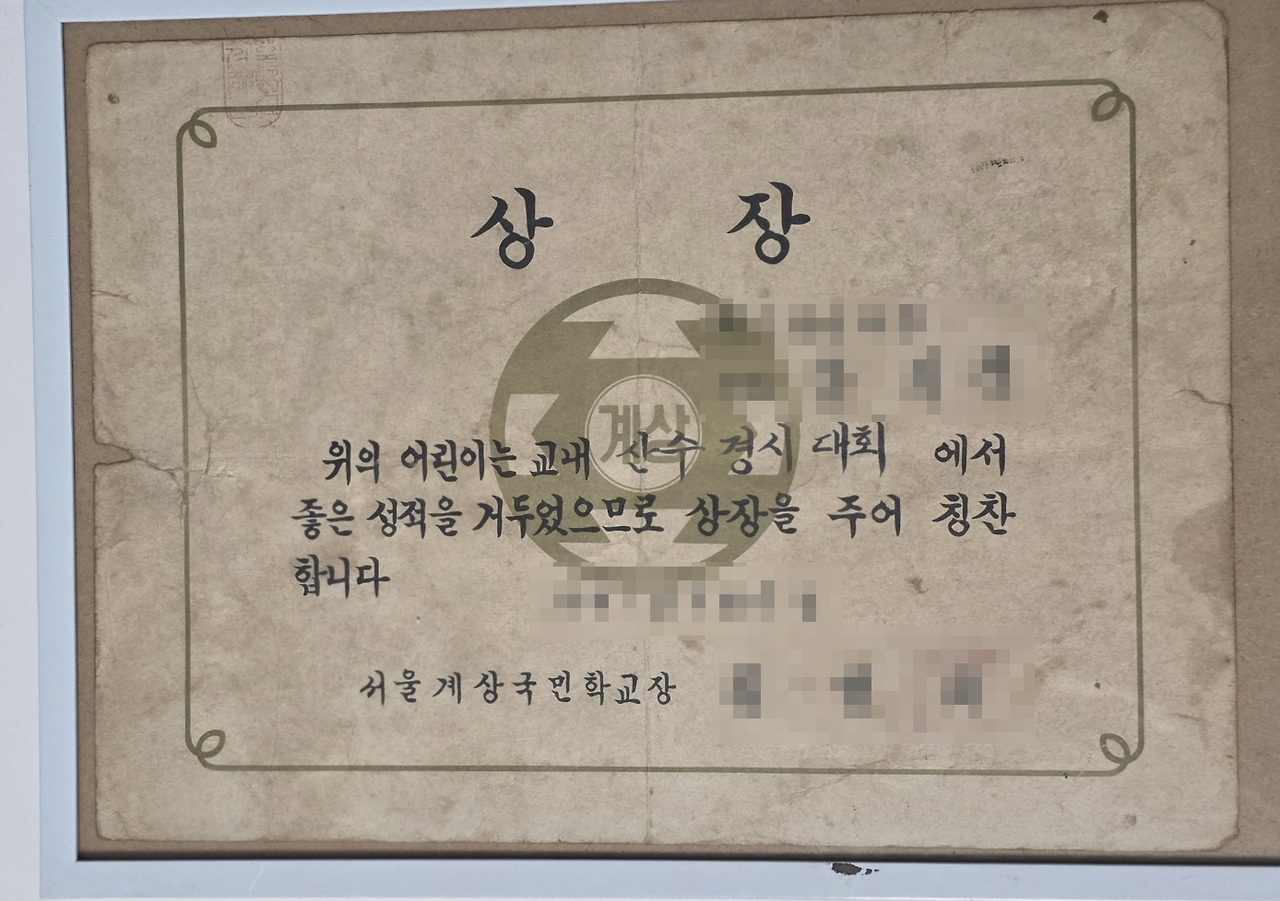 상 장
계상
위의 어린이는 교내 산수 경시 대회 에서
좋은 성적을 거두었으므로 상장을 주어 칭찬
합니다
서울계상국민학교장